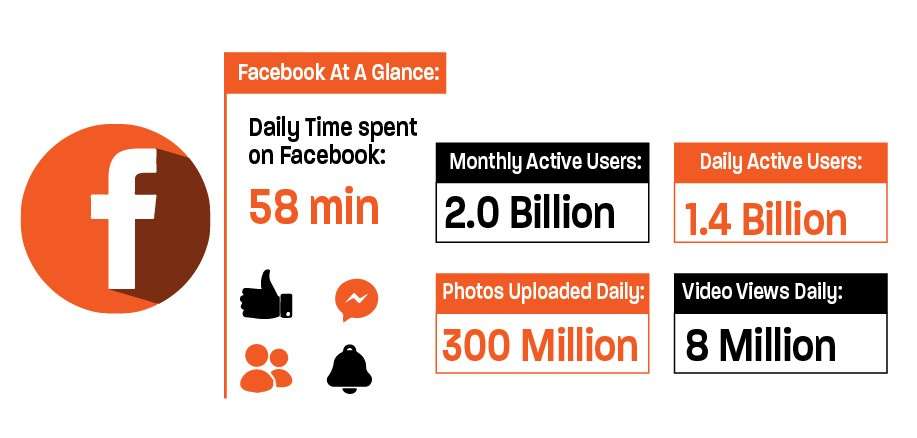 Facebook At A Glance:
Daily Time spent
on Facebook:
58 min
Monthly Active Users:
2.0 Billion
Daily Active Users:
1.4 Billion
Photos Uploaded Daily:
300 Million
Video Views Daily:
8 Million
f